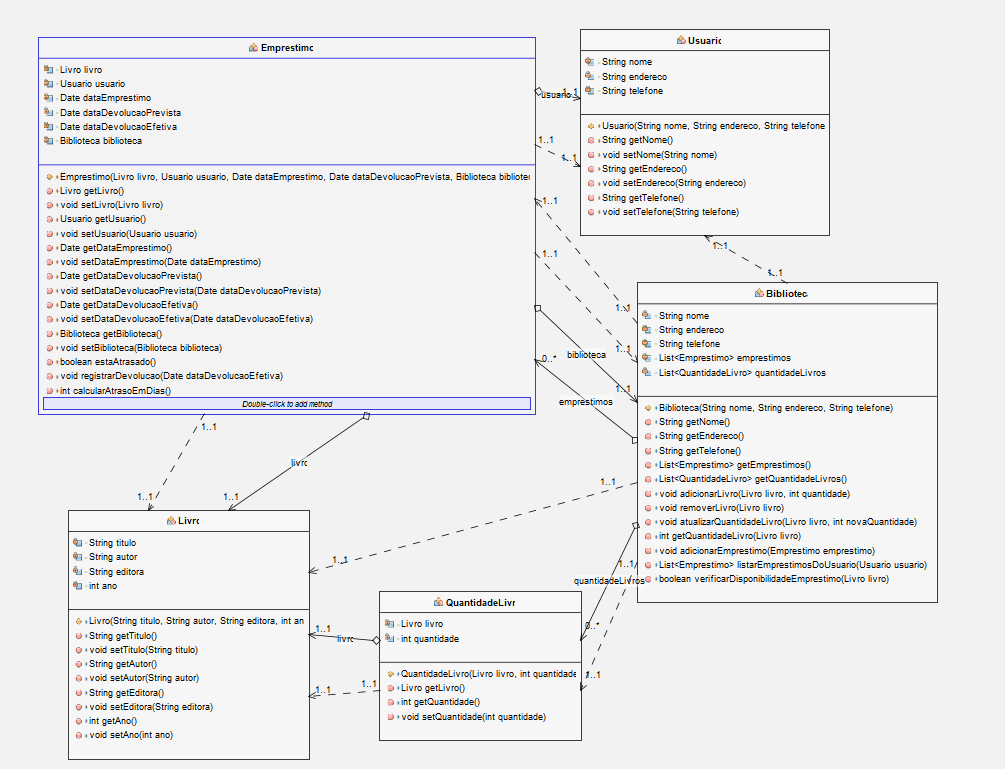 Emprestimo
Livro livro
Usuario usuario
Date dataEmprestimo
Date dataDevolucaoPrevista
Date dataDevolucaoEfetiva
Biblioteca biblioteca
Emprestimo(Livro livro, Usuario usuario, Date dataEmprestimo, Date dataDevolucaoPrevista, Biblioteca bibliotec
Livro getLivro()
void setLivro(Livro livro)
Usuario getUsuario()
void setUsuario(Usuario usuario)
Date getDataEmprestimo()
void setDataEmprestimo(Date dataEmprestimo)
Date getDataDevolucaoPrevista()
void setDataDevolucaoPrevista(Date dataDevolucaoPrevista)
Date getDataDevolucaoEfetiva()
void setDataDevolucaoEfetiva(Date dataDevolucaoEfetiva)
Biblioteca getBiblioteca()
void setBiblioteca(Biblioteca biblioteca)
boolean estaAtrasado()
void registrarDevolucao(Date dataDevolucaoEfetiva)
int calcularAtrasoEmDias()
Double-click to add method
Usuaric
String nome
String endereco
String telefone
Usuario(String nome, String endereco, String telefone
String getNome()
void setNome(String nome)
String getEndereco()
void setEndereco(String endereco)
String getTelefone()
void setTelefone(String telefone)
usuario
1..1
1..1
1..1
1..1
1..1
1..1
1..1
1..1
1..1
0..*
biblioteca
1..1
emprestimos
Bibliotec
String nome
String endereco
String telefone
List<Emprestimo> emprestimos
List<QuantidadeLivro> quantidadeLivros
Biblioteca(String nome, String endereco, String telefone)
String getNome()
String getEndereco()
String getTelefone()
List<Emprestimo> getEmprestimos()
List<QuantidadeLivro> getQuantidadeLivros()
void adicionarLivro(Livro livro, int quantidade)
void removerLivro(Livro livro)
void atualizarQuantidadeLivro(Livro livro, int novaQuantidade)
int getQuantidadeLivro(Livro livro)
void adicionarEmprestimo(Emprestimo emprestimo)
List<Emprestimo> listarEmprestimosDoUsuario(Usuario usuario)
boolean verificarDisponibilidadeEmprestimo(Livro livro)
1..1
livro
1..1
1..1
1..1
1..1
1..1
quantidadeLivros
0..*
1..1
Livro
String titulo
String autor
String editora
int ano
Livro(String titulo, String autor, String editora, int an
String getTitulo()
void setTitulo(String titulo)
String getAutor()
void setAutor(String autor)
String getEditora()
void setEditora(String editora)
int getAno()
void setAno(int ano)
1..1
livro
1..1
1..1
QuantidadeLivr
Livro livro
int quantidade
QuantidadeLivro(Livro livro, int quantidade
Livro getLivro()
int getQuantidade()
void setQuantidade(int quantidade)